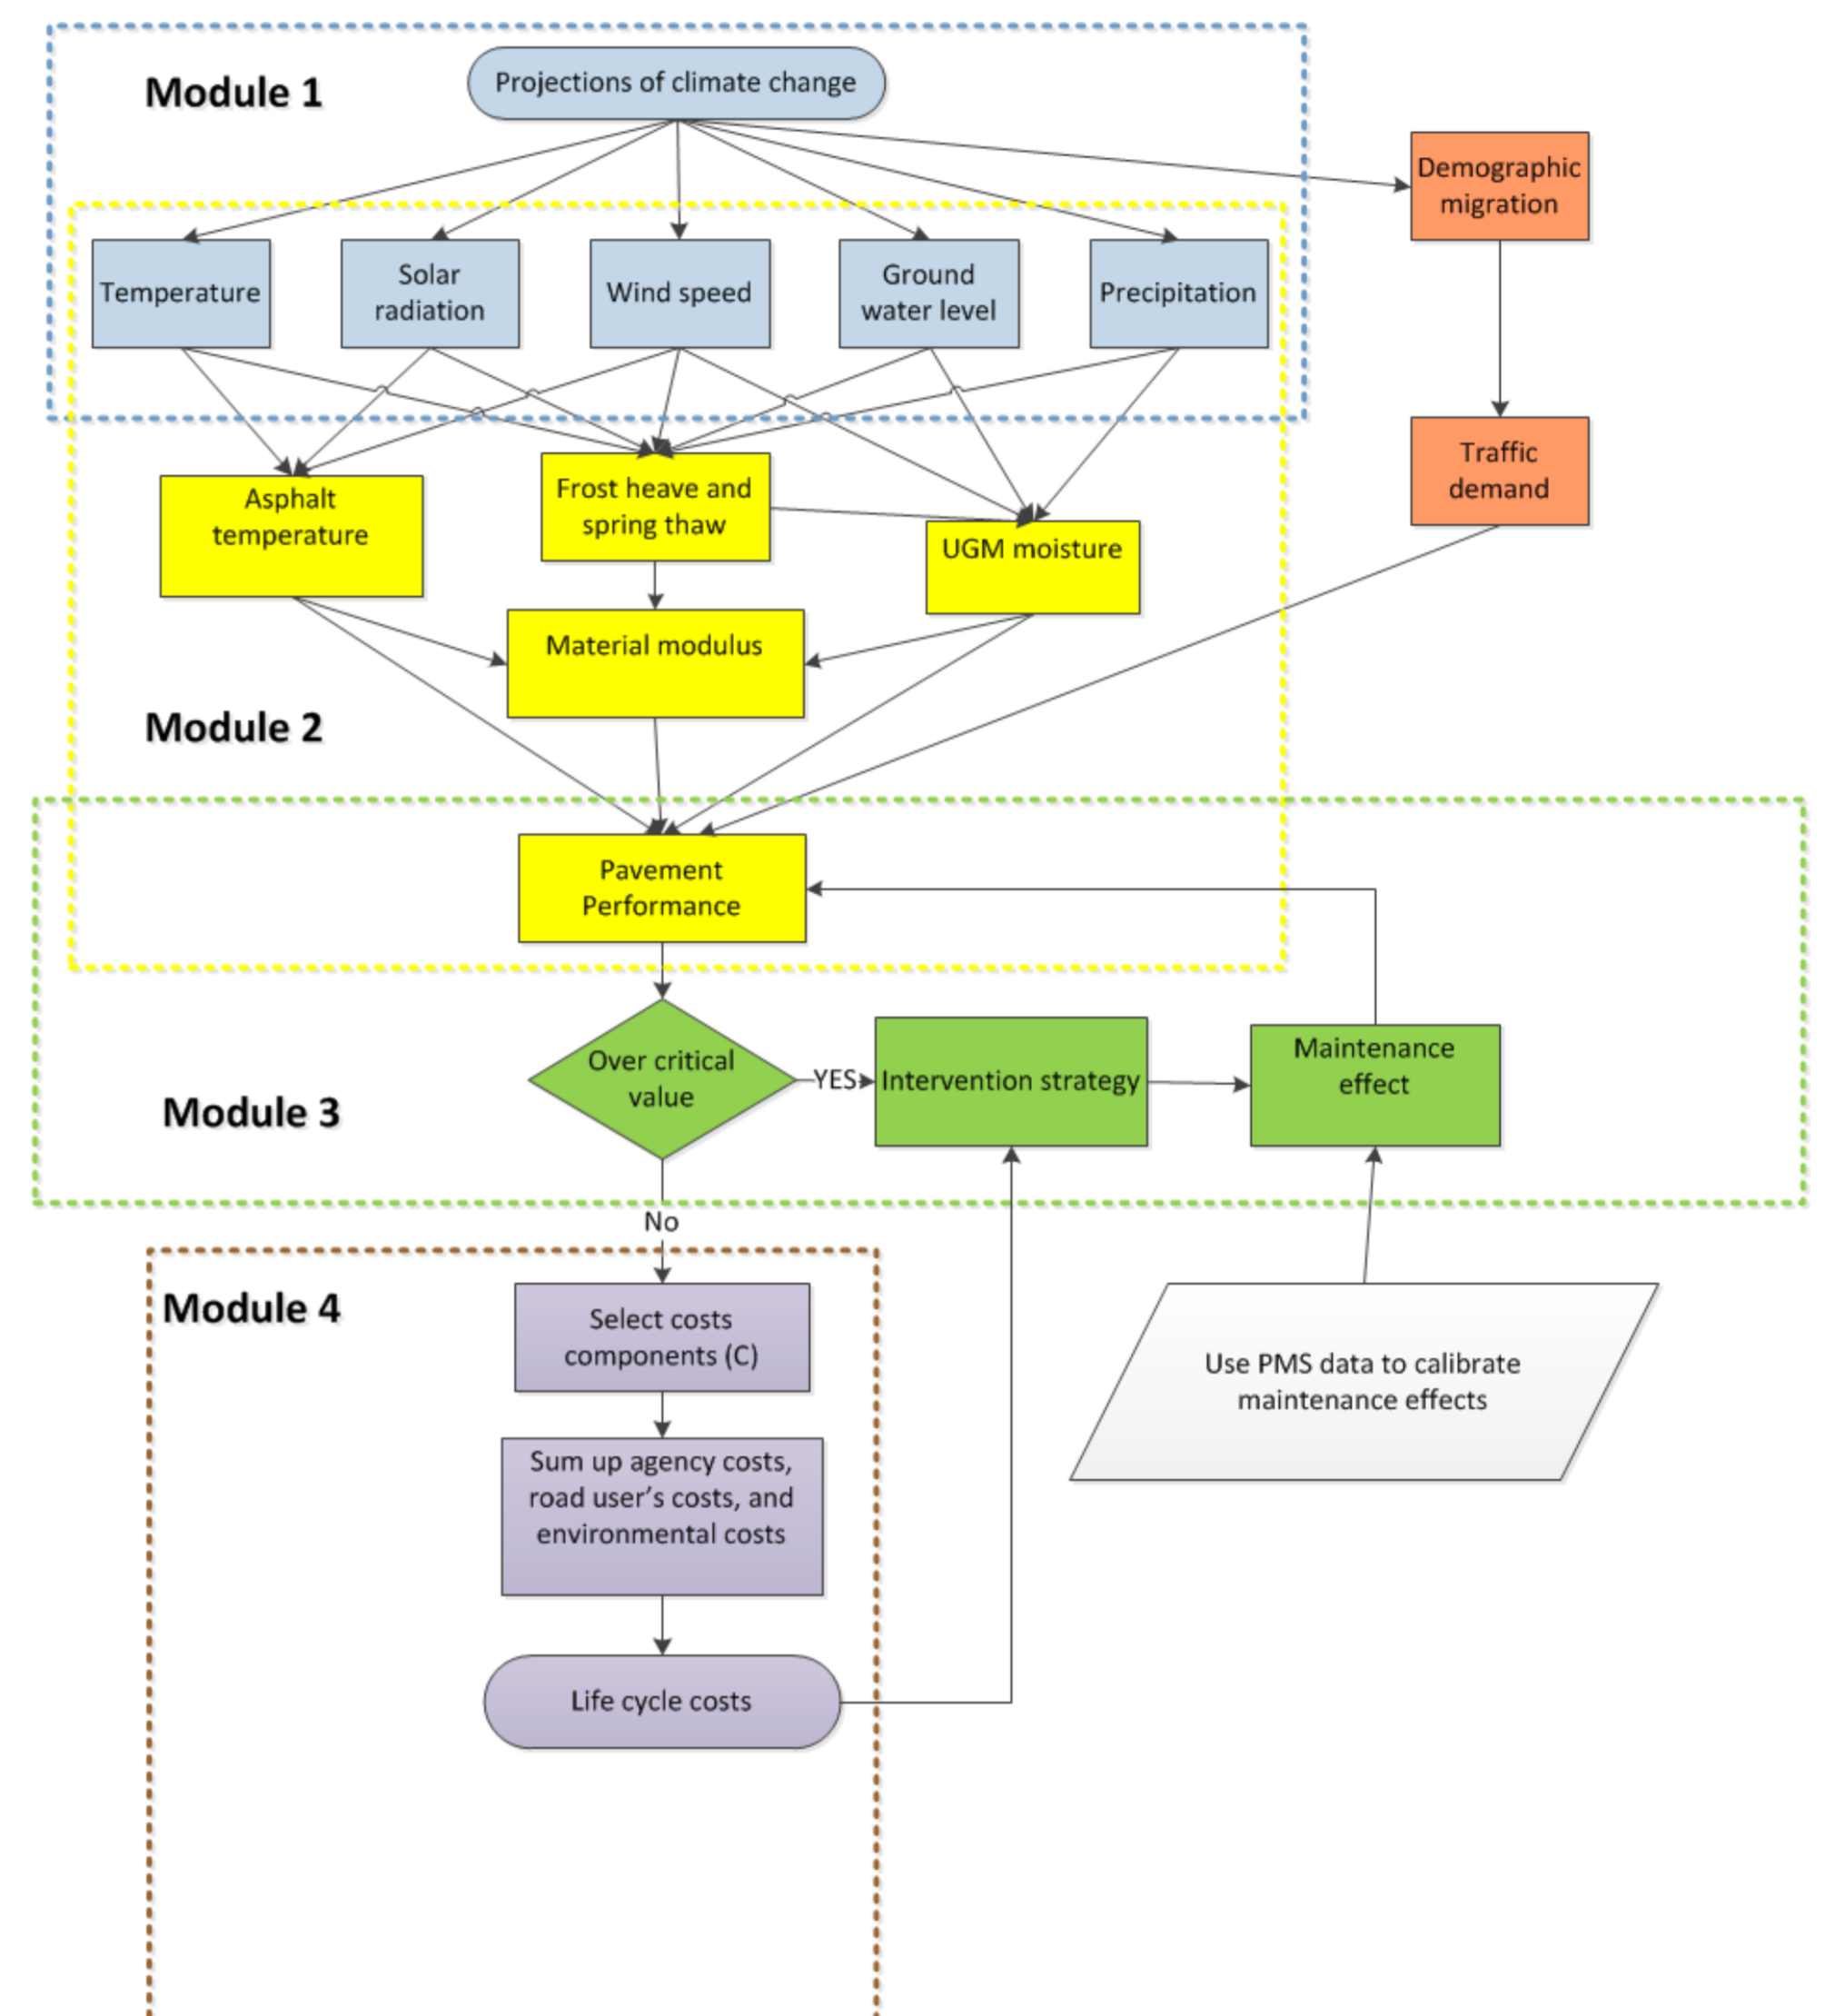 Module 1
Projections of climate change
Demographic
migration
Temperature
Solar
radiation
Wind speed
Ground
water level
Precipitation
Traffic
demand
Asphalt
temperature
Frost heave and
spring thaw
UGM moisture
Material modulus
Module 2
Pavement
Performance
Over critical
value
YES
Intervention strategy
Maintenance
effect
Module 3
No
Module 4
Select costs
components (C)
Use PMS data to calibrate
maintenance effects
Sum up agency costs,
road user’s costs, and
environmental costs
Life cycle costs